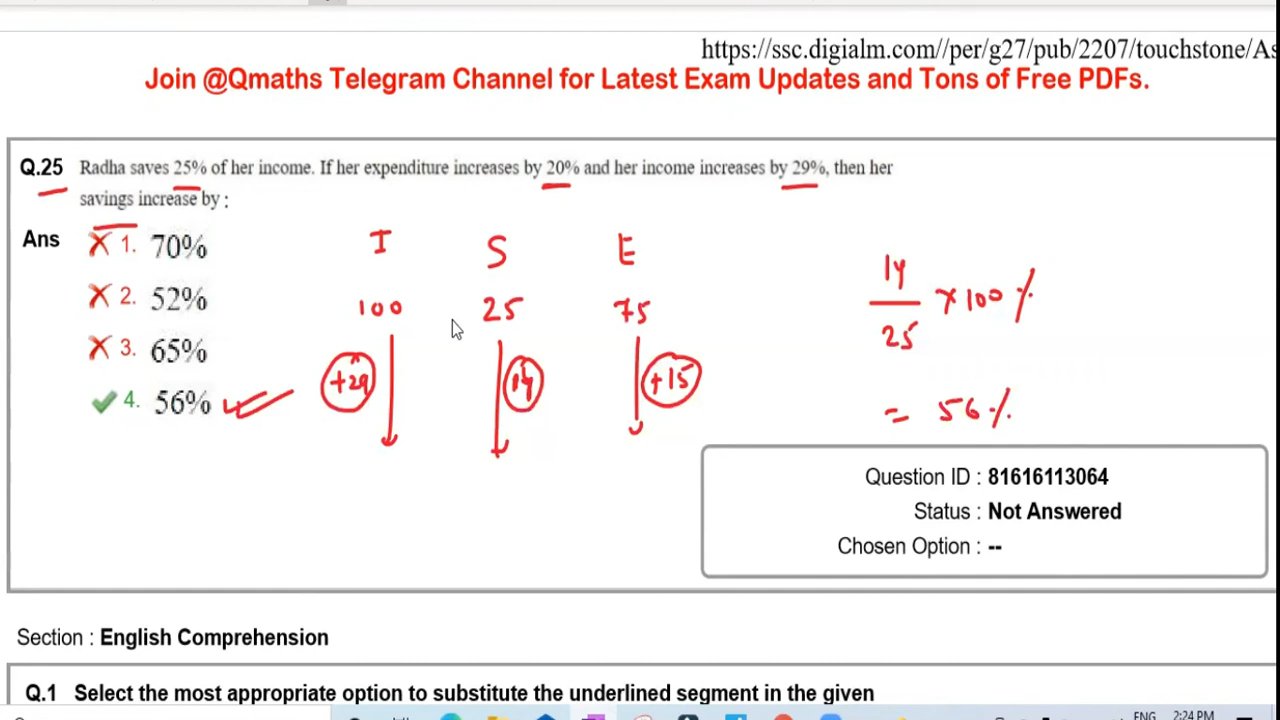 https://ssc.digialm.com//per/g27/pub/2207/touchstone/As
Join @Qmaths Telegram Channel for Latest Exam Updates and Tons of Free PDFs.
Q.25 Radha saves 25% of her income. If her expenditure increases by 20% and her income increases by 29%, then her
savings increase by :
Ans
1. 70%
2. 52%
3. 65%
4. 56%
I S E
100 25 75
+29 14 +15
14
25
× 100 %
= 56 %
Question ID : 81616113064
Status : Not Answered
Chosen Option : --
Section : English Comprehension
Q.1 Select the most appropriate option to substitute the underlined segment in the given
ENG 2:24 PM